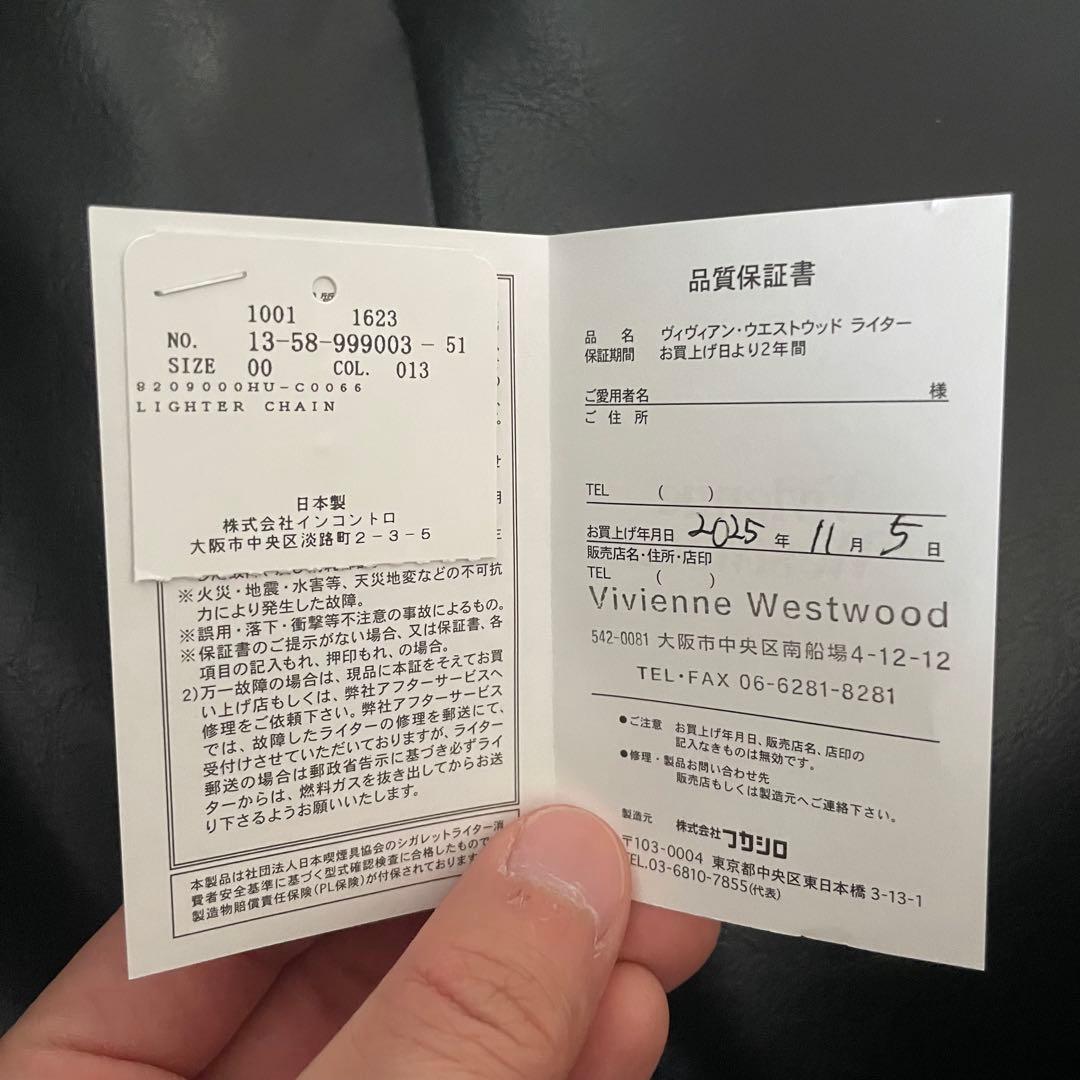 1001 1623
NO. 13-58-999003-51
SIZE 00 COL. 013
8209000HU-C0066
LIGHTER CHAIN
日本製
株式会社インコントロ
大阪市中央区淡路町2-3-5
※火災・地震・水害等、天災地変などの不可抗
力により発生した故障。
※誤用・落下・衝撃等不注意の事故によるもの。
※保証書のご提示がない場合、又は保証書、各
項目の記入もれ、押印もれ、の場合。
2)万一故障の場合は、現品に本証をそえてお買
い上げ店もしくは、弊社アフターサービスへ
修理をご依頼下さい。弊社アフターサービス
では、故障したライターの修理を郵送にて、
受付けさせていただいておりますが、ライター
郵送の場合は郵政省告示に基づき必ずライ
ターからは、燃料ガスを抜き出してからお送
り下さるようお願いいたします。
本製品は社団法人日本喫煙具協会のシガレットライター消
費者安全基準に基づく型式確認検査に合格したもので
製造物賠償責任保険(PL保険)が付保されております
品質保証書
品 名 ヴィヴィアン・ウエストウッド ライター
保証期間 お買上げ日より2年間
ご愛用者名 様
ご 住 所
TEL ( )
お買上げ年月日 2025 年 11 月 5 日
販売店名・住所・店印
TEL ( )
Vivienne Westwood
542-0081 大阪市中央区南船場4-12-12
TEL・FAX 06-6281-8281
●ご注意 お買上げ年月日、販売店名、店印の
記入なきものは無効です。
●修理・製品お問い合わせ先
販売店もしくは製造元へご連絡下さい。
製造元 株式会社フカシロ
〒103-0004 東京都中央区東日本橋3-13-1
TEL.03-6810-7855(代表)